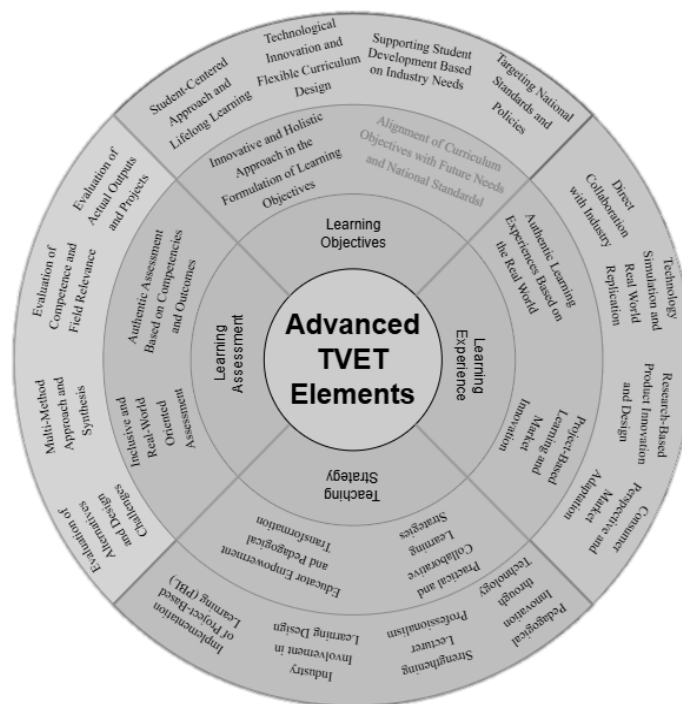 Student-Centered
Approach and
Lifelong Learning
Technological
Innovation and
Flexible Curriculum
Design
Supporting Student
Development Based
on Industry Needs
Targeting National
Standards and
Policies
Innovative and Holistic
Approach in the
Formulation of Learning
Objectives
Alignment of Curriculum
Objectives with Future Needs
and National Standardsl
Learning
Objectives
Direct
Collaboration
with Industry
Technology
Simulation and
Real World
Replication
Research-Based
Product Innovation
and Design
Consumer
Perspective and
Market
Adaptation
Authentic Learning
Experiences Based on
the Real World
Project-Based
Learning and
Market
Innovation
Learning
Experience
Advanced
TVET
Elements
Teaching
Strategy
Practical and
Collaborative
Learning
Strategies
Educator Empowerment
and Pedagogical
Transformation
Pedagogical
Innovation
through
Technology
Strengthening
Lecturer
Professionalism
Industry
Involvement in
Learning Design
Implementation
of Project-Based
Learning (PBL)
Learning
Assessment
Authentic Assessment
Based on Competencies
and Outcomes
Inclusive and
Real-World
Oriented
Assessment
Evaluation of
Actual Outputs
and Projects
Evaluation of
Competence and
Field Relevance
Multi-Method
Approach and
Synthesis
Evaluation of
Alternatives
and Design
Challenges